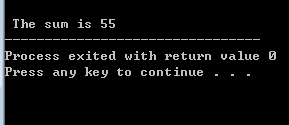 The sum is 55
--------------------------------
Process exited with return value 0
Press any key to continue . . .